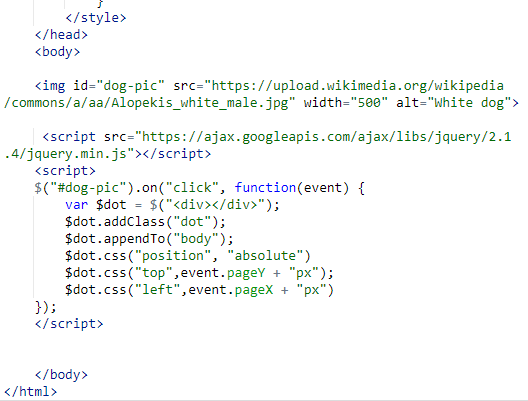 }
</style>
</head>
<body>
<img id="dog-pic" src="https://upload.wikimedia.org/wikipedia
/commons/a/aa/Alopekis_white_male.jpg" width="500" alt="White dog">
<script src="https://ajax.googleapis.com/ajax/libs/jquery/2.1
.4/jquery.min.js"></script>
<script>
$("#dog-pic").on("click", function(event) {
var $dot = $("<div></div>");
$dot.addClass("dot");
$dot.appendTo("body");
$dot.css("position", "absolute")
$dot.css("top",event.pageY + "px");
$dot.css("left",event.pageX + "px")
});
</script>
</body>
</html>